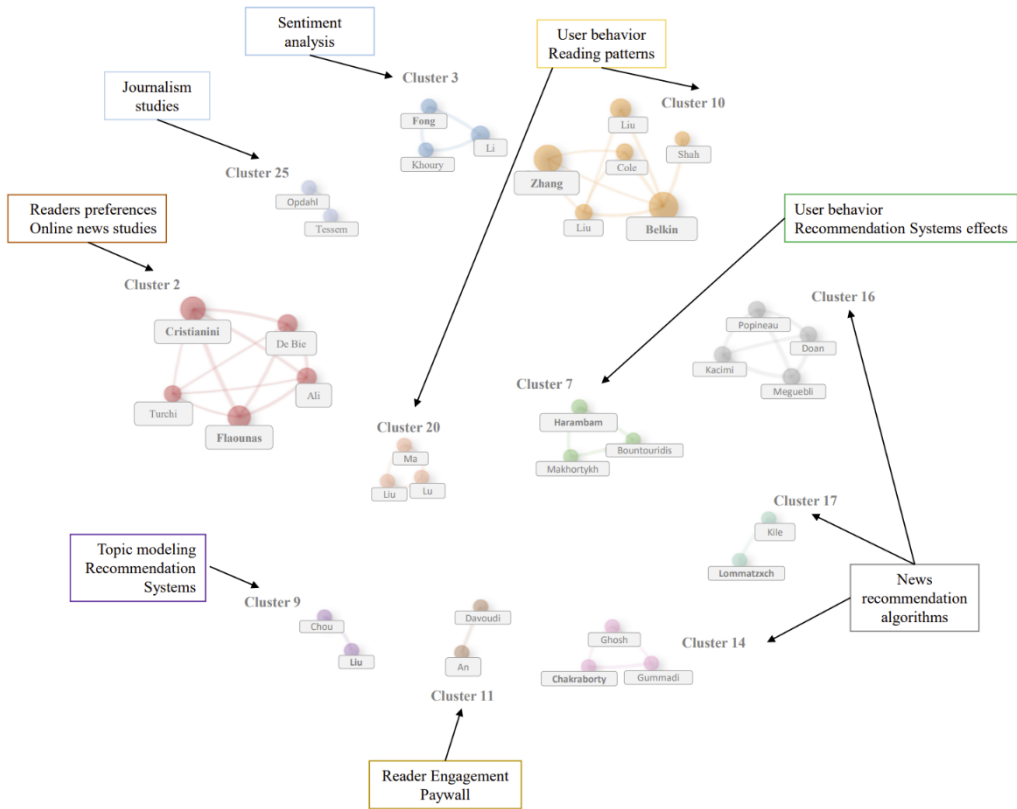 Sentiment
analysis
User behavior
Reading patterns
Cluster 3
Journalism
studies
Cluster 10
Fong
Li
Khoury
Liu
Shah
Cole
Zhang
Liu
Belkin
Cluster 25
Opdahl
Tessem
Readers preferences
Online news studies
User behavior
Recommendation Systems effects
Cluster 2
Cristianini
De Bie
Ali
Turchi
Flaounas
Cluster 16
Popineau
Doan
Kacimi
Meguebli
Cluster 7
Harambam
Bountouridis
Makhortykh
Cluster 20
Ma
Liu
Lu
Cluster 17
Kile
Lommatzxch
Topic modeling
Recommendation
Systems
News
recommendation
algorithms
Cluster 9
Chou
Liu
Davoudi
An
Cluster 11
Ghosh
Chakraborty
Gummadi
Cluster 14
Reader Engagement
Paywall